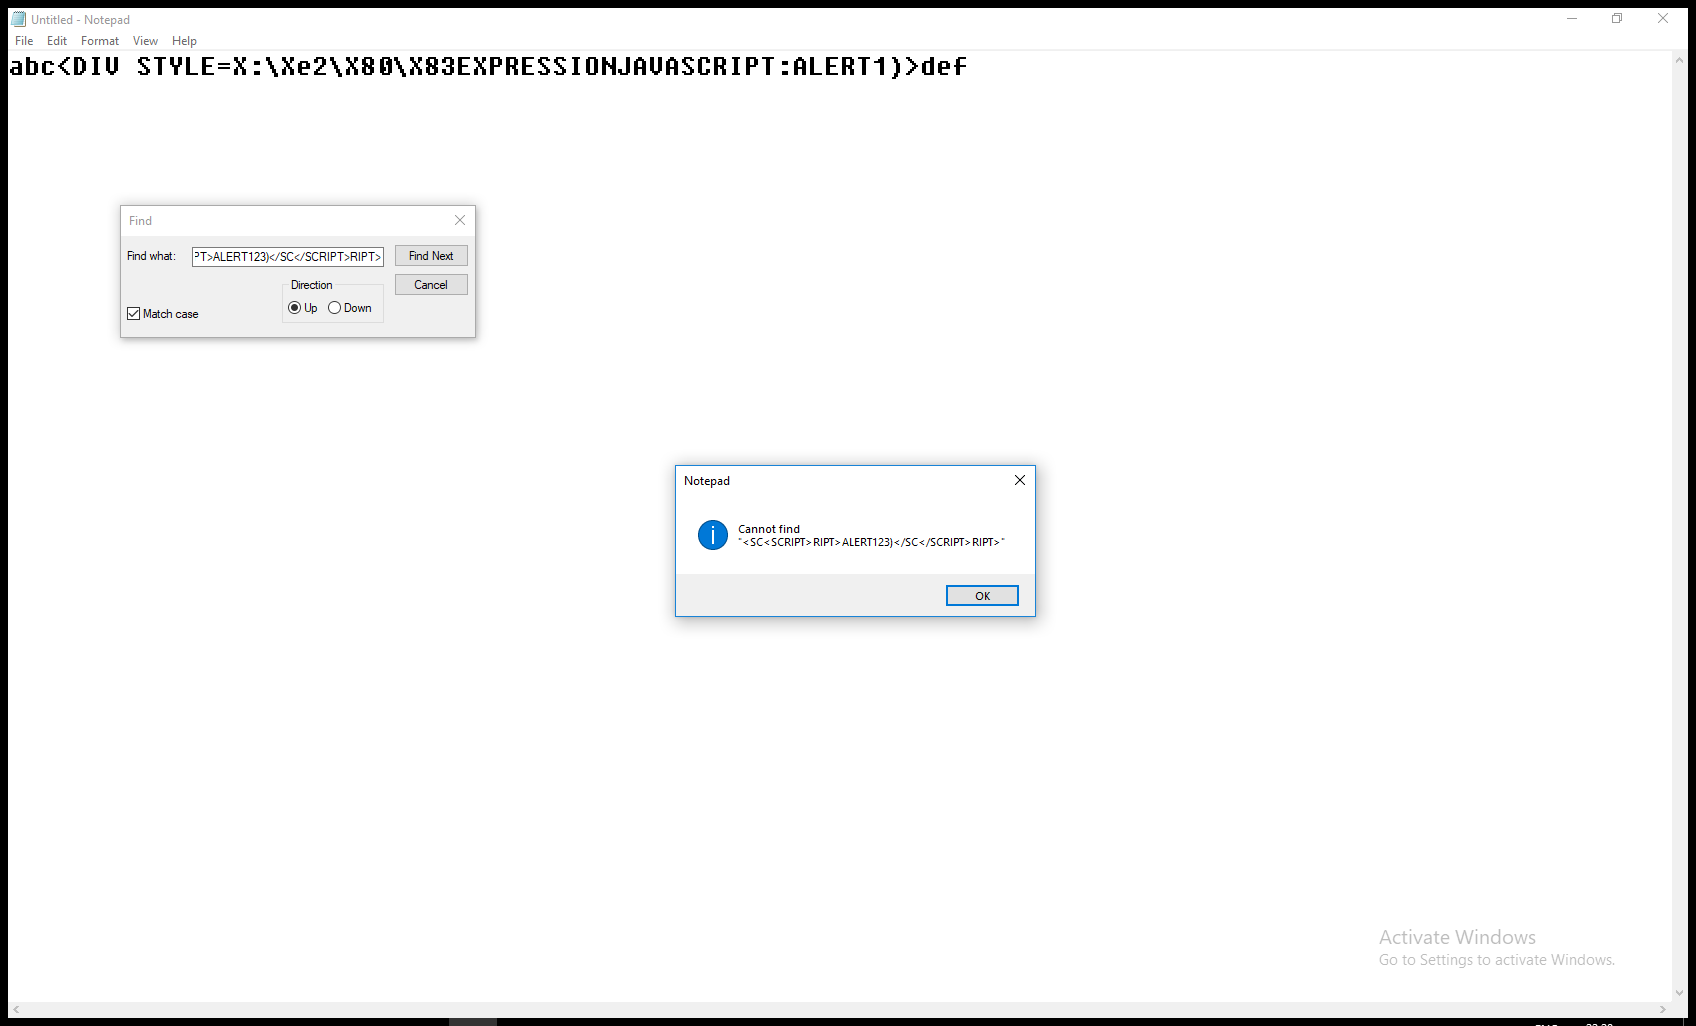 Untitled - Notepad
File Edit Format View Help
abc<DIV STYLE=X:\Xe2\X80\X83EXPRESSIONJAVASCRIPT:ALERT1)>def
Find
Find what: PT>ALERT123)</SC</SCRIPT>RIPT> Find Next
Direction Cancel
Up Down
Match case
Notepad
Cannot find
"<SC<SCRIPT>RIPT>ALERT123)</SC</SCRIPT>RIPT>"
OK
Activate Windows
Go to Settings to activate Windows.